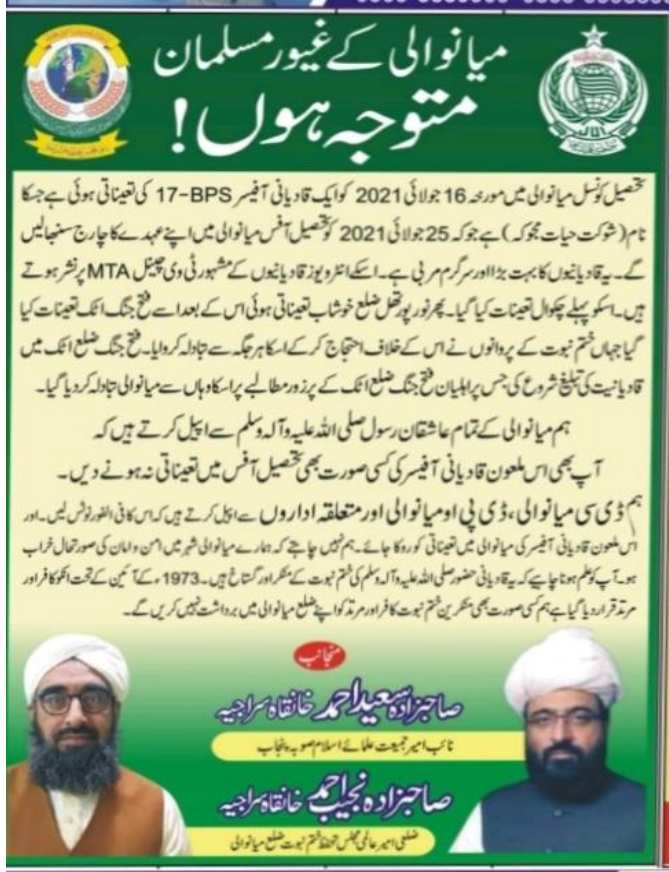 میانوالی کے غیور مسلمان
متوجہ ہوں!
تحصیل کونسل میانوالی میں مورخہ 16 جولائی 2021 کو ایک قادیانی آفیسر BPS-17 کی تعیناتی ہوئی ہے جسکا
نام (شوکت حیات مجوکہ) ہے جو کہ 25 جولائی 2021 کو تحصیل آفس میانوالی میں اپنے عہدے کا چارج سنبھالیں
گے۔ یہ قادیانیوں کا بہت بڑا اور سرگرم مربی ہے۔ اسکے انٹرویوز قادیانیوں کے مشہور ٹی وی چینل MTA پر نشر ہوتے
ہیں۔ اسکو پہلے چکوال تعینات کیا گیا۔ پھر نور پور تھل ضلع خوشاب تعیناتی ہوئی اس کے بعد اسے فتح جنگ اٹک تعینات کیا
گیا جہاں ختم نبوت کے پروانوں نے اس کے خلاف احتجاج کر کے اسکا ہر جگہ سے تبادلہ کروایا۔ فتح جنگ ضلع اٹک میں
قادیانیت کی تبلیغ شروع کی جس پر اہلیان فتح جنگ ضلع اٹک کے پرزور مطالبے پر اسکا وہاں سے میانوالی تبادلہ کر دیا گیا۔
ہم میانوالی کے تمام عاشقان رسول صلی اللہ علیہ وآلہ وسلم سے اپیل کرتے ہیں کہ
آپ بھی اس ملعون قادیانی آفیسر کی کسی صورت بھی تحصیل آفس میں تعیناتی نہ ہونے دیں۔
ہم ڈی سی میانوالی، ڈی پی او میانوالی اور متعلقہ اداروں سے اپیل کرتے ہیں کہ اس کا فی الفور نوٹس لیں۔ اور
اس ملعون قادیانی آفیسر کی میانوالی میں تعیناتی کو روکا جائے۔ ہم نہیں چاہتے کہ ہمارے میانوالی شہر میں امن و امان کی صورتحال خراب
ہو۔ آپ کو علم ہونا چاہیے کہ یہ قادیانی حضور صلی اللہ علیہ وآلہ وسلم کی ختم نبوت کے منکر اور گستاخ ہیں۔ 1973ء کے آئین کے تحت انکو کافر اور
مرتد قرار دیا گیا ہے ہم کسی صورت بھی منکرین ختم نبوت کافر اور مرتد کو اپنے ضلع میانوالی میں برداشت نہیں کریں گے۔
منجانب
صاحبزادہ سعید احمد خانقاہ سراجیہ
نائب امیر جمیعت علمائے اسلام صوبہ پنجاب
صاحبزادہ نجیب احمد خانقاہ سراجیہ
ضلعی امیر عالمی مجلس تحفظ ختم نبوت ضلع میانوالی